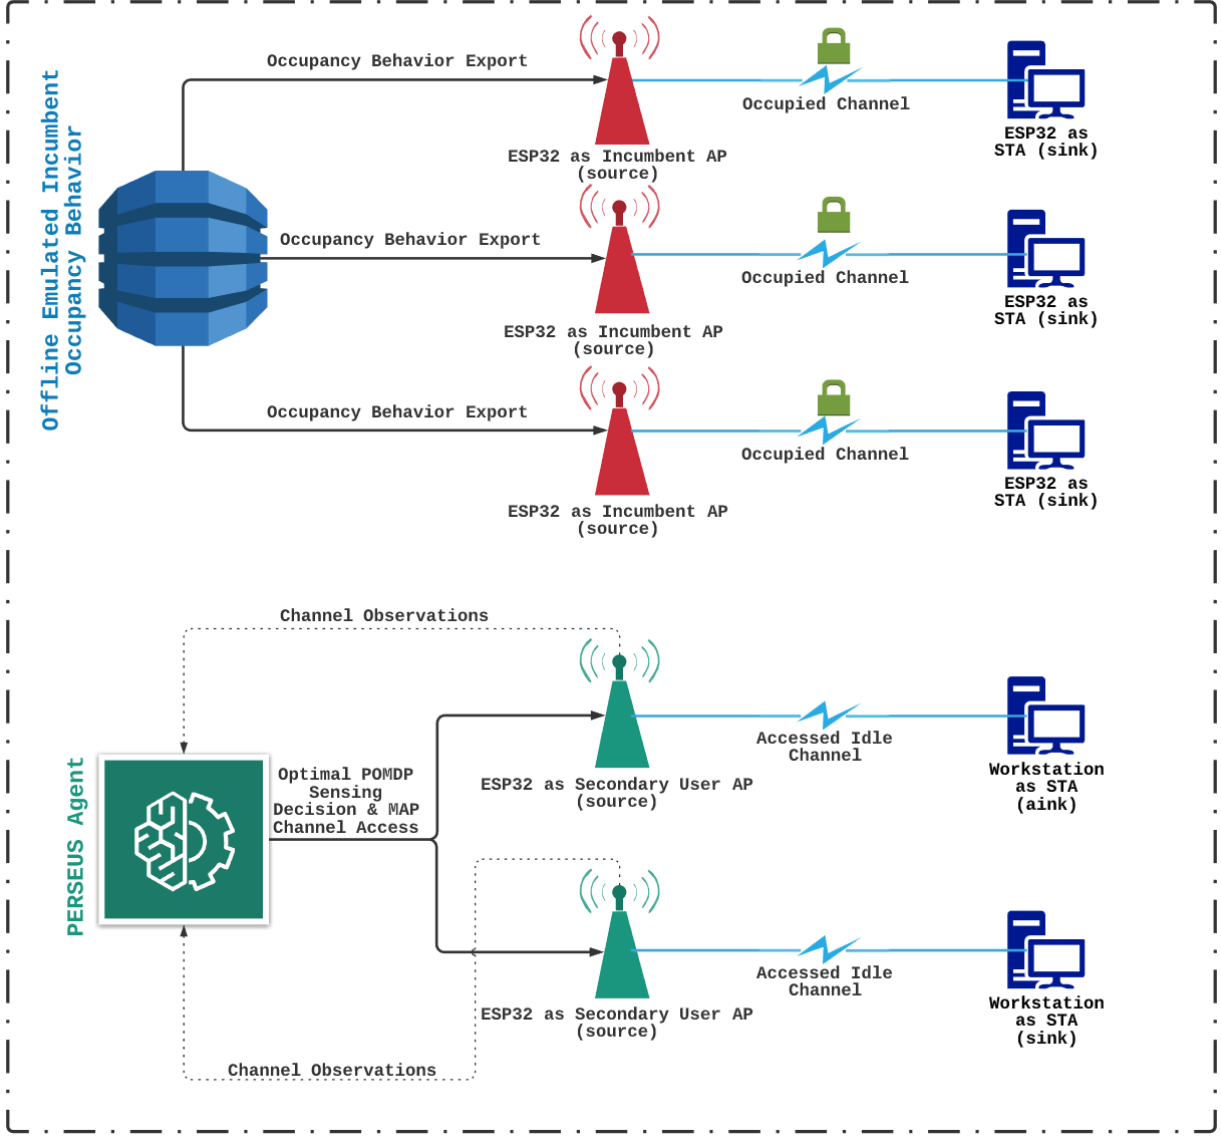 Offline Emulated Incumbent
Occupancy Behavior
Occupancy Behavior Export
ESP32 as Incumbent AP
(source)
Occupied Channel
ESP32 as
STA (sink)
Occupancy Behavior Export
ESP32 as Incumbent AP
(source)
Occupied Channel
ESP32 as
STA (sink)
Occupancy Behavior Export
ESP32 as Incumbent AP
(source)
Occupied Channel
ESP32 as
STA (sink)
Channel Observations
PERSEUS Agent
Optimal POMDP
Sensing
Decision & MAP
Channel Access
ESP32 as Secondary User AP
(source)
Accessed Idle
Channel
Workstation
as STA
(aink)
ESP32 as Secondary User AP
(source)
Accessed Idle
Channel
Workstation
as STA
(sink)
Channel Observations